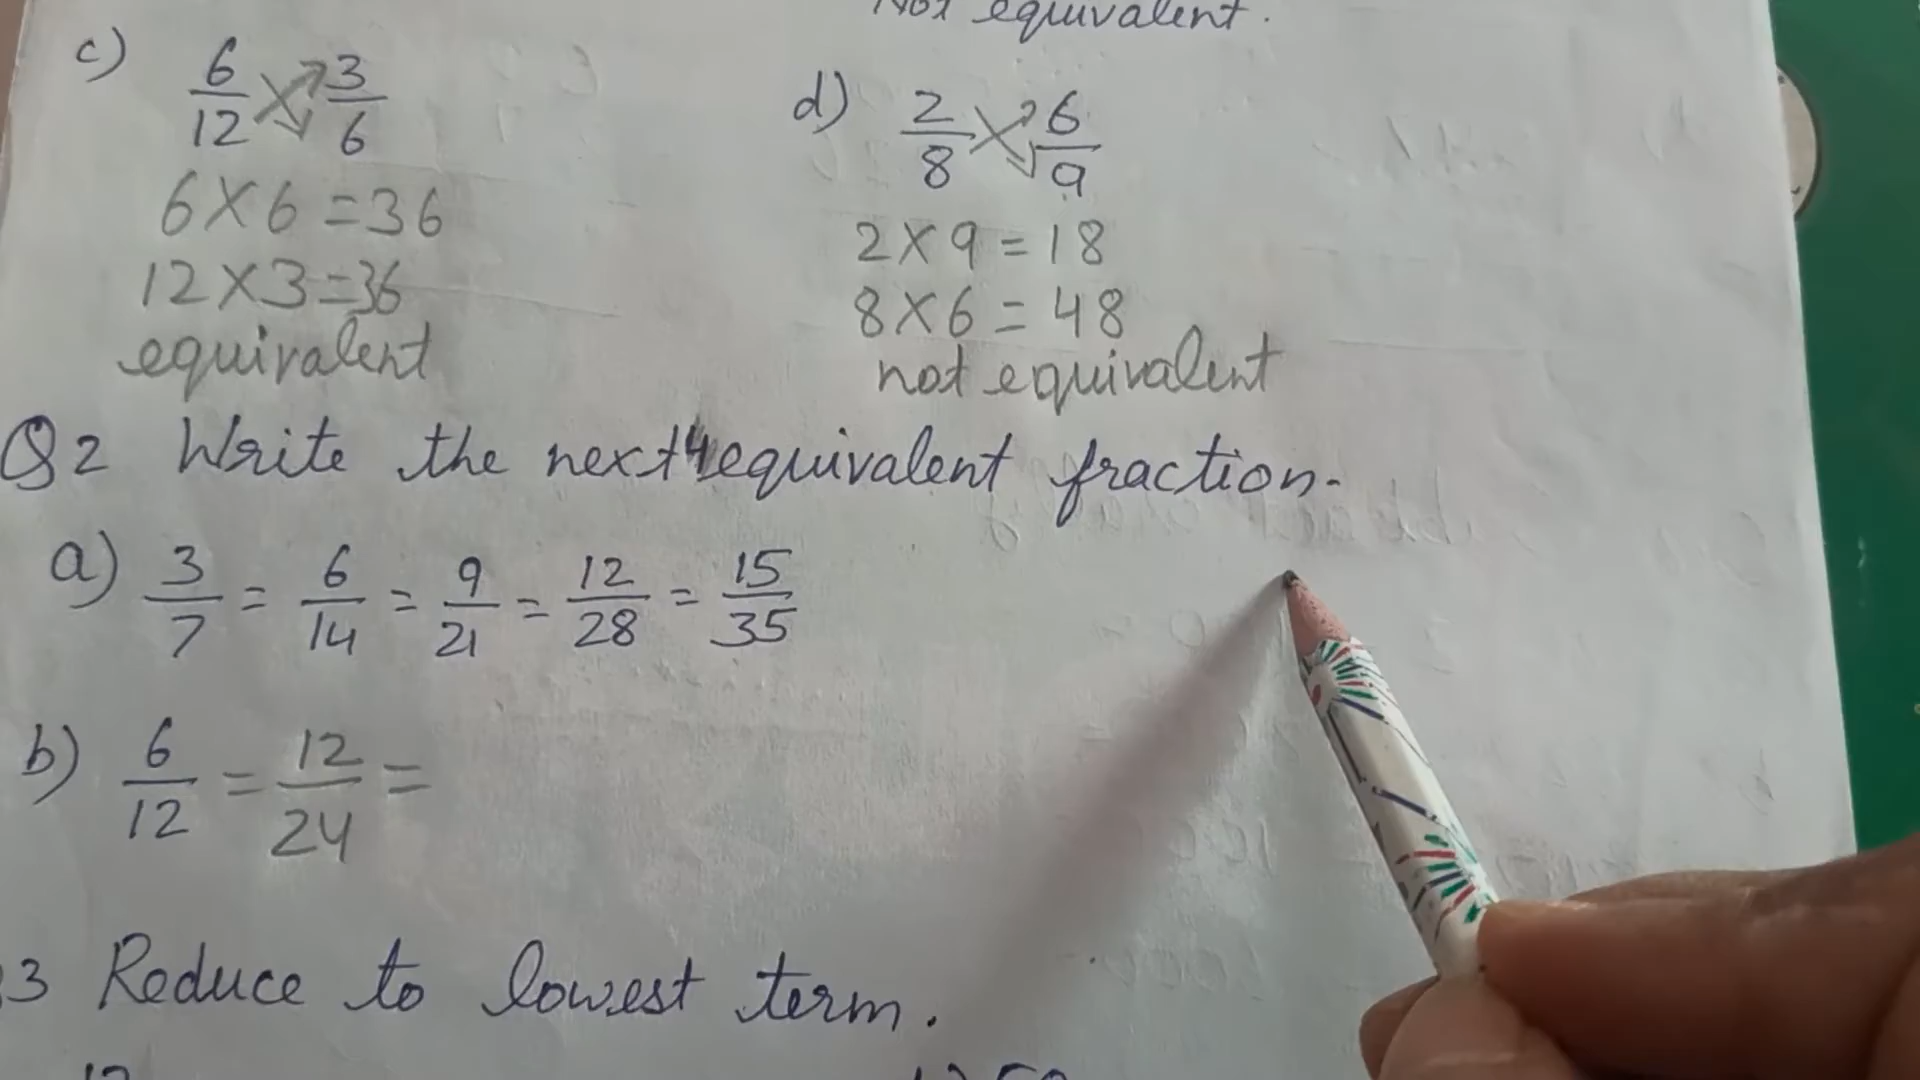 Not equivalent.
c) 6/12 × 3/6
6×6=36
12×3=36
equivalent
d) 2/8 × 6/9
2×9=18
8×6=48
not equivalent
Q2 Write the next 4 equivalent fraction.
a) 3/7 = 6/14 = 9/21 = 12/28 = 15/35
b) 6/12 = 12/24 =
3 Reduce to lowest term.